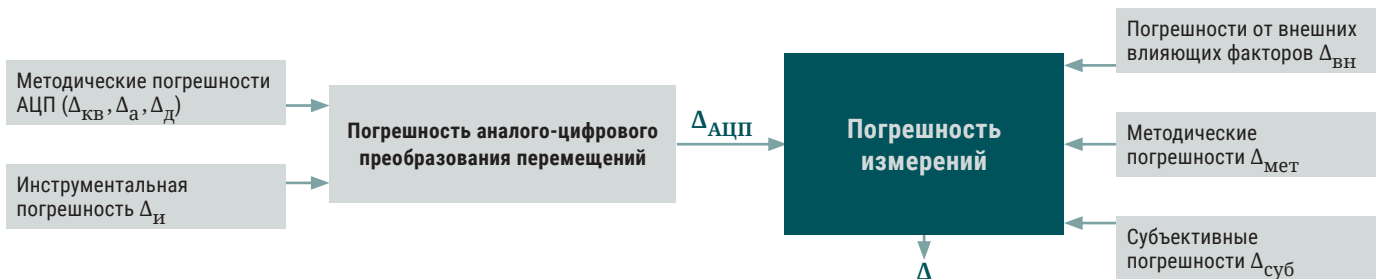 Методические погрешности
АЦП (Δкв, Δа, Δд)
Инструментальная
погрешность Δи
Погрешность аналого-цифрового
преобразования перемещений
ΔАЦП
Погрешность
измерений
Δ
Погрешности от внешних
влияющих факторов Δвн
Методические
погрешности Δмет
Субъективные
погрешности Δсуб